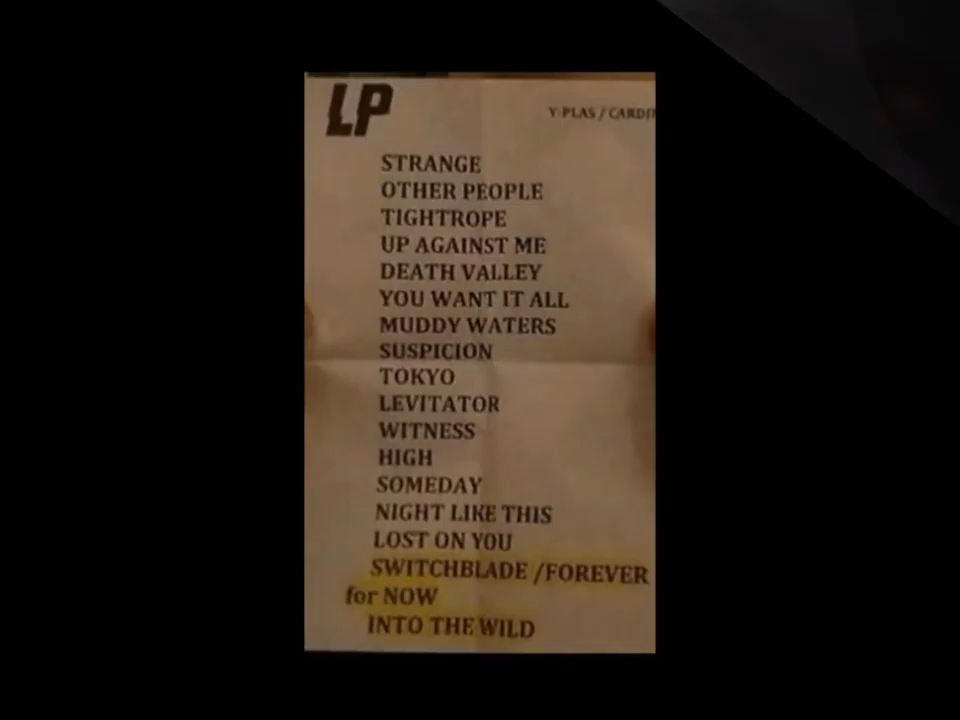 LP
Y-PLAS / CARDIF
STRANGE
OTHER PEOPLE
TIGHTROPE
UP AGAINST ME
DEATH VALLEY
YOU WANT IT ALL
MUDDY WATERS
SUSPICION
TOKYO
LEVITATOR
WITNESS
HIGH
SOMEDAY
NIGHT LIKE THIS
LOST ON YOU
SWITCHBLADE /FOREVER
for NOW
INTO THE WILD